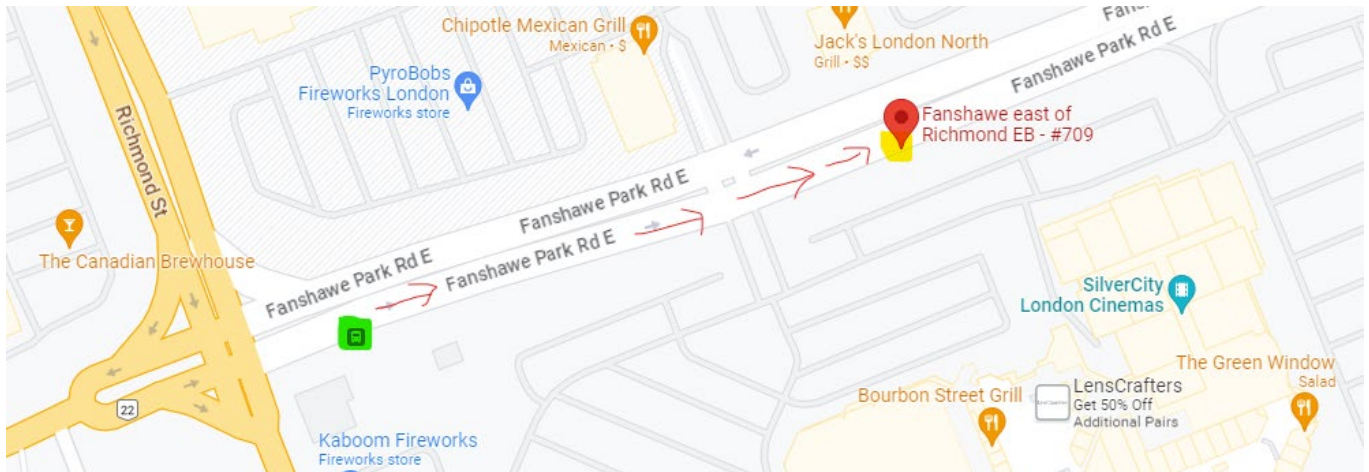 Chipotle Mexican Grill
Mexican • $
Jack's London North
Grill • $$
Fanshawe Park Rd E
PyroBobs
Fireworks London
Fireworks store
Fanshawe east of
Richmond EB - #709
Richmond St
Fanshawe Park Rd E
Fanshawe Park Rd E
The Canadian Brewhouse
Fanshawe Park Rd E
Fanshawe Park Rd E
SilverCity
London Cinemas
The Green Window
Salad
LensCrafters
Get 50% Off
Additional Pairs
Bourbon Street Grill
22
Kaboom Fireworks
Fireworks store